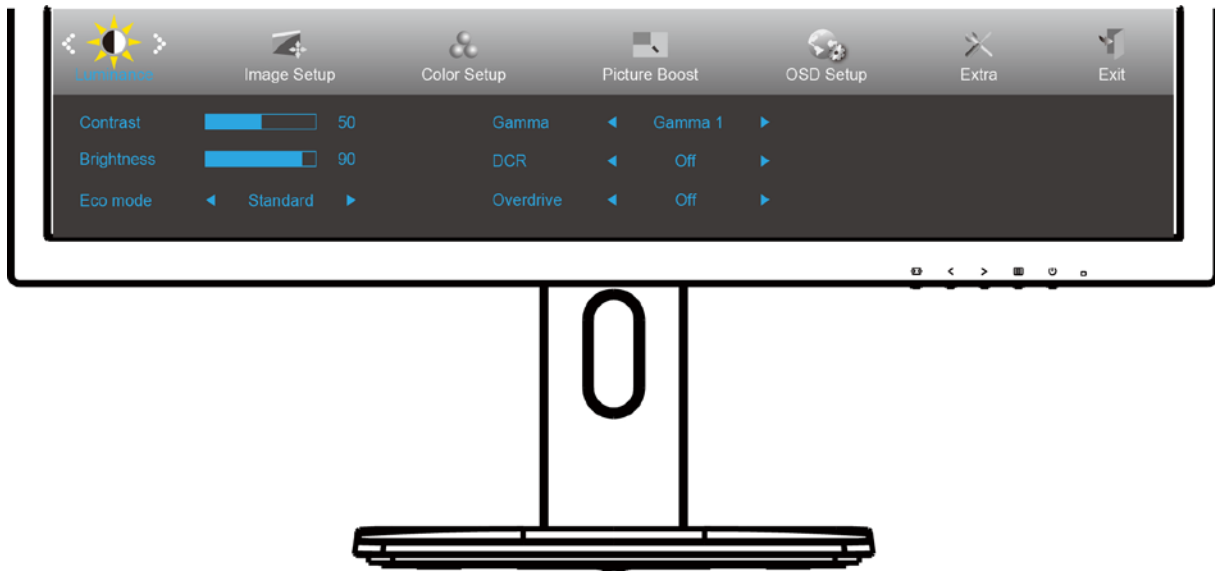 Luminance
Image Setup
Color Setup
Picture Boost
OSD Setup
Extra
Exit
Contrast 50 Gamma Gamma 1
Brightness 90 DCR Off
Eco mode Standard Overdrive Off